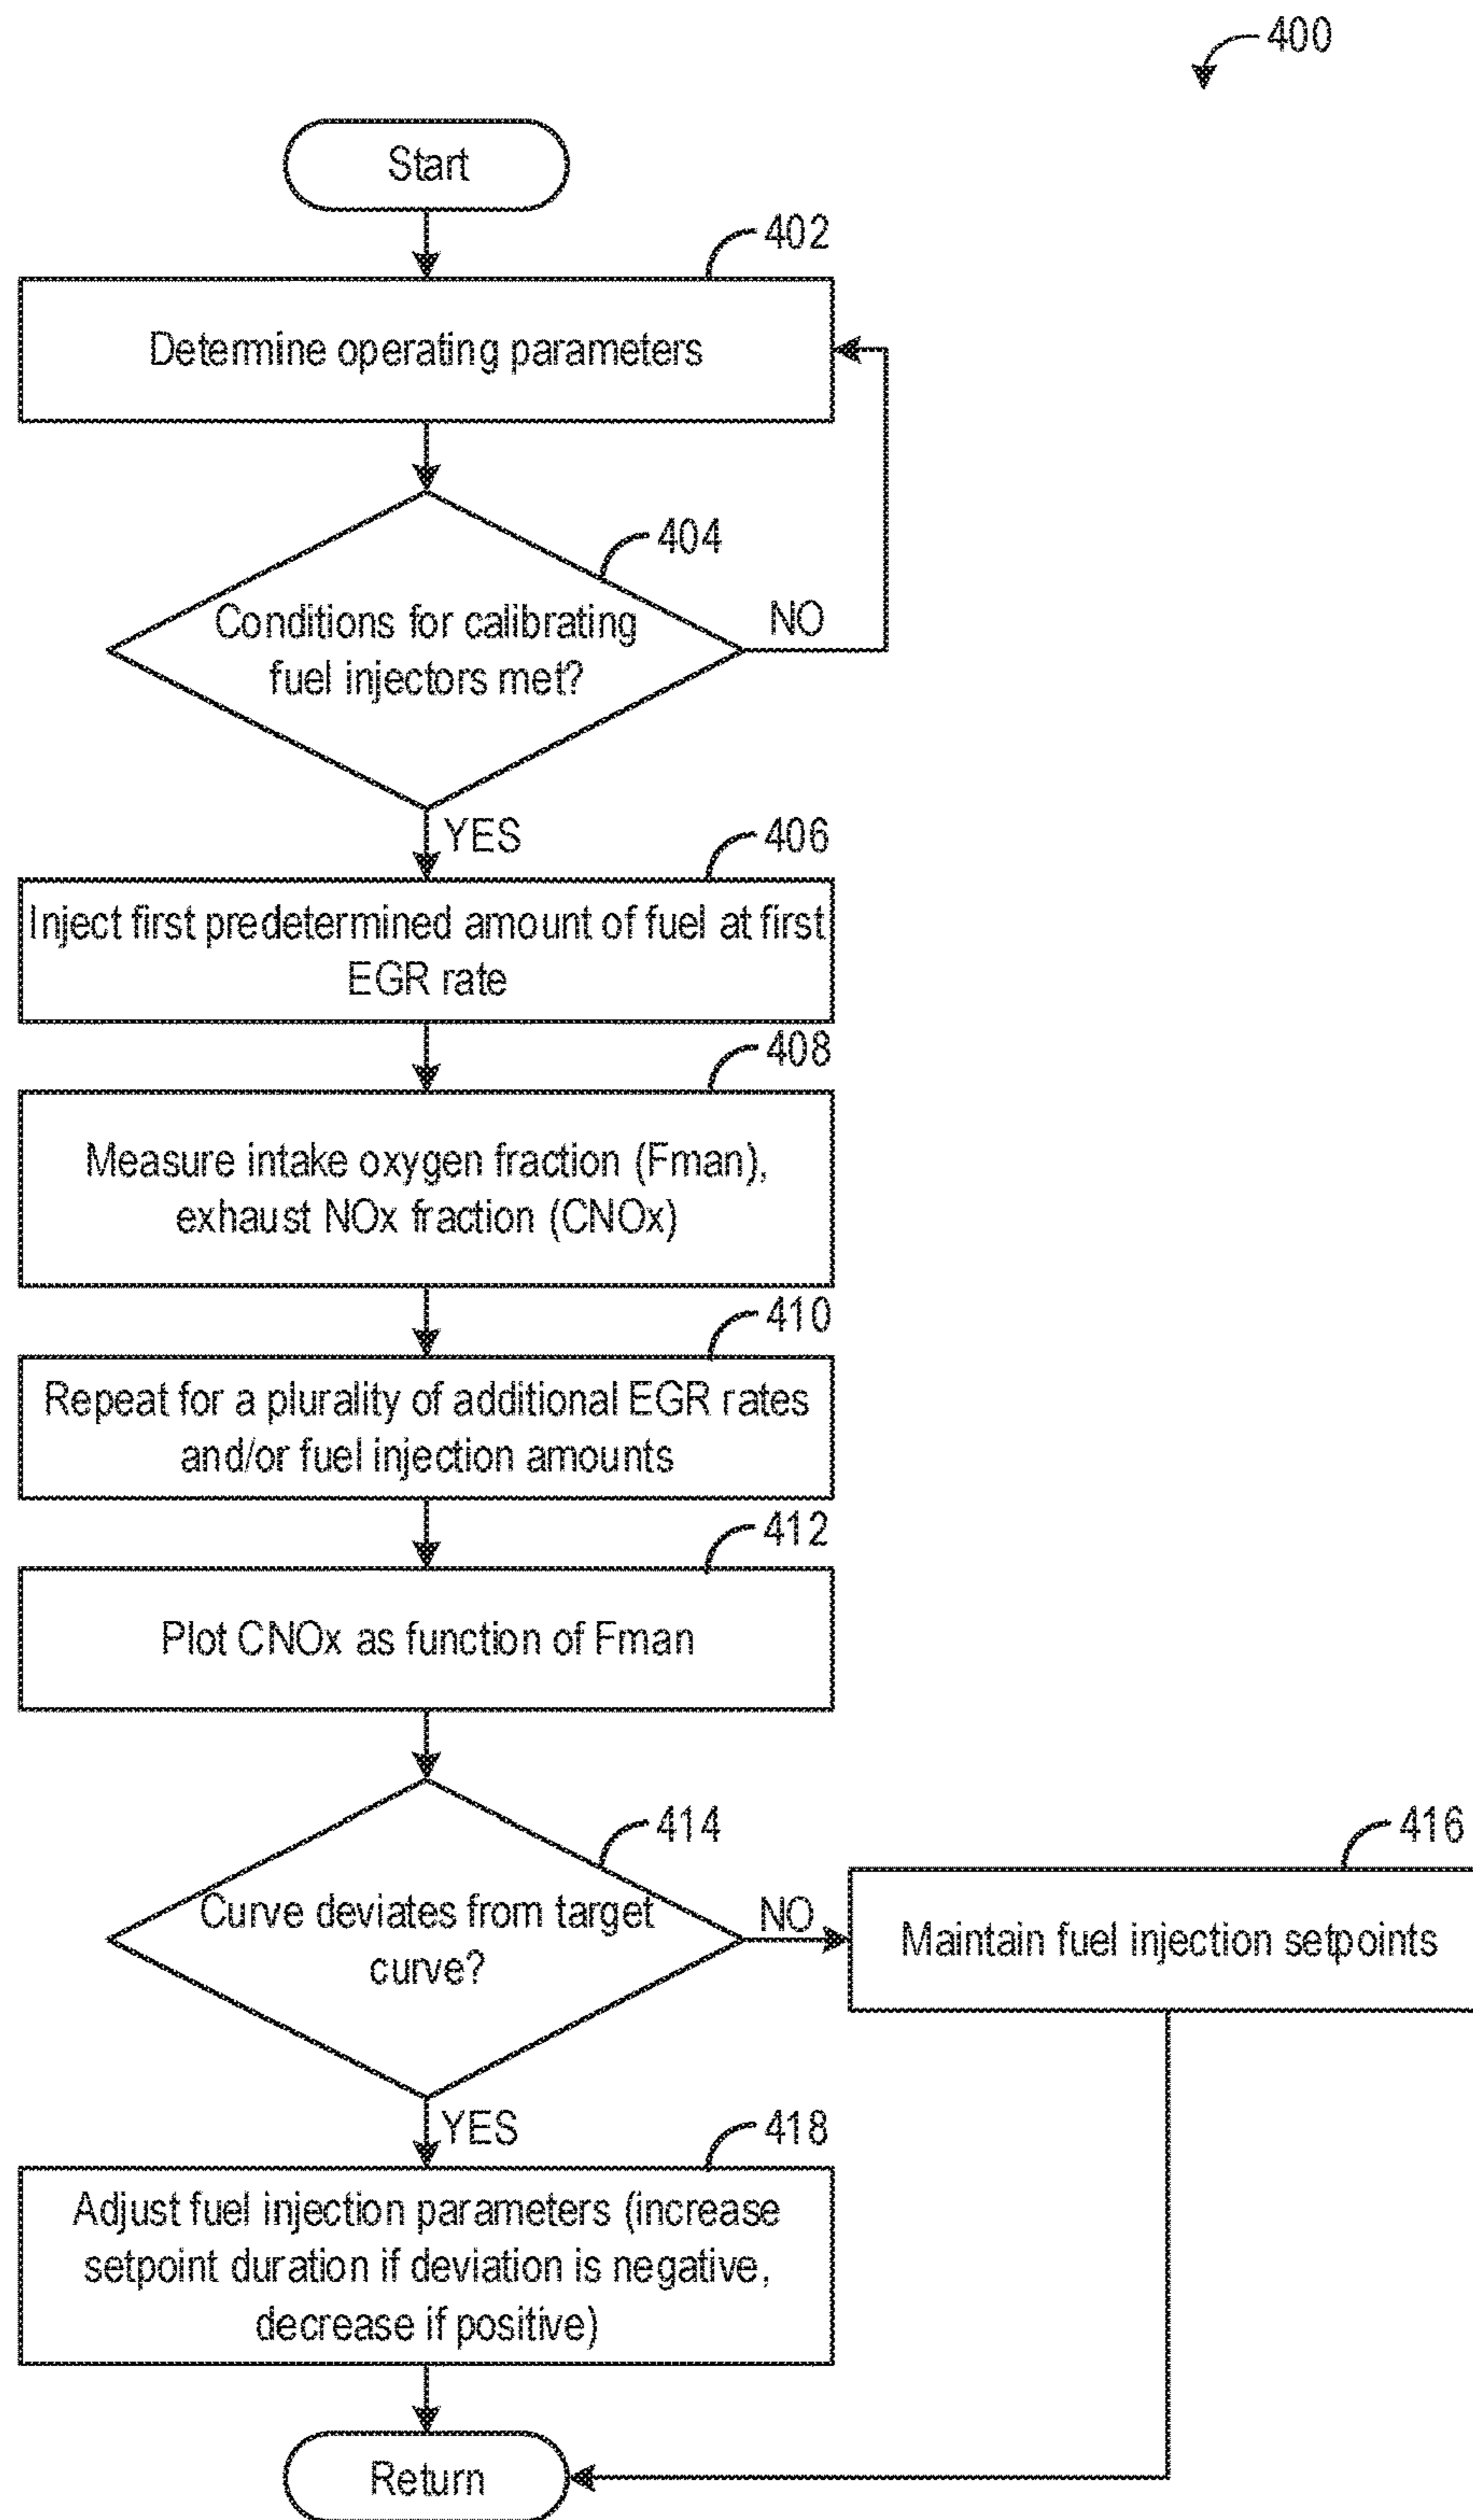 400
Start
402
Determine operating parameters
404
Conditions for calibrating
fuel injectors met?
NO
YES
406
Inject first predetermined amount of fuel at first
EGR rate
408
Measure intake oxygen fraction (Fman),
exhaust NOx fraction (CNOx)
410
Repeat for a plurality of additional EGR rates
and/or fuel injection amounts
412
Plot CNOx as function of Fman
414
Curve deviates from target
curve?
NO
416
Maintain fuel injection setpoints
YES
418
Adjust fuel injection parameters (increase
setpoint duration if deviation is negative,
decrease if positive)
Return